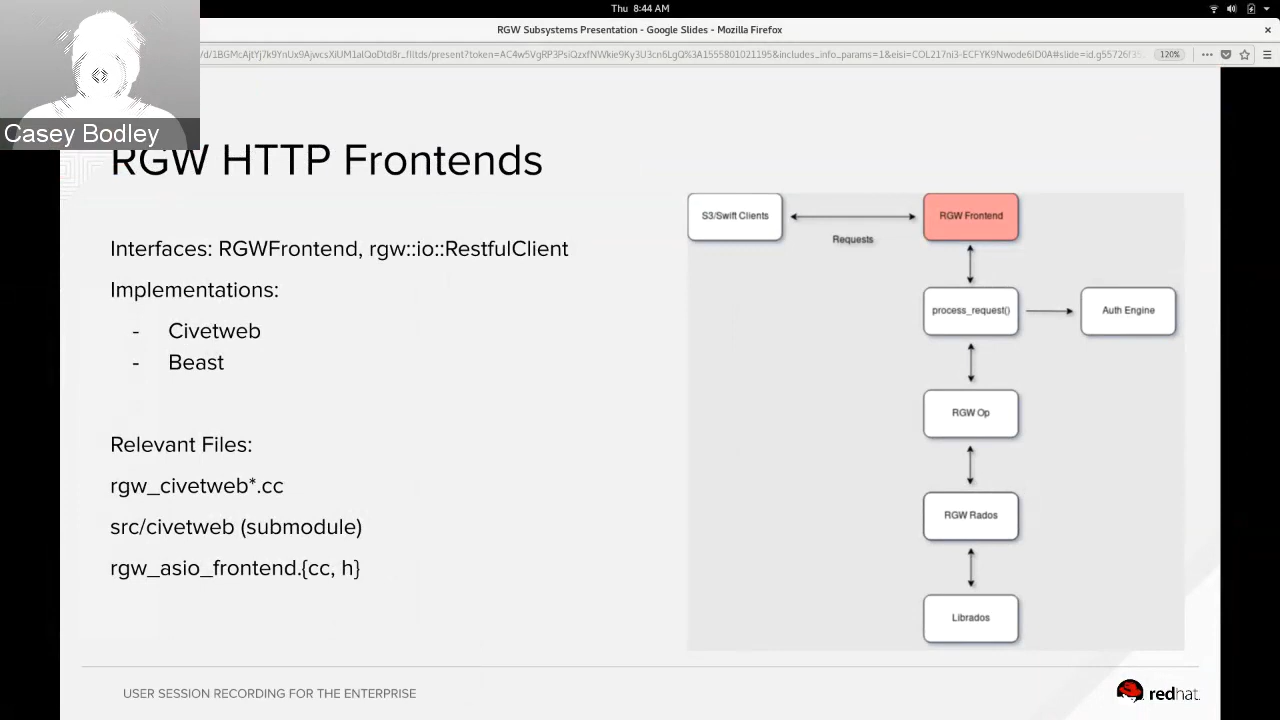 Thu 8:44 AM
RGW Subsystems Presentation - Google Slides - Mozilla Firefox
120%
Casey Bodley
RGW HTTP Frontends
Interfaces: RGWFrontend, rgw::io::RestfulClient
Implementations:
- Civetweb
- Beast
Relevant Files:
rgw_civetweb*.cc
src/civetweb (submodule)
rgw_asio_frontend.{cc, h}
S3/Swift Clients
Requests
RGW Frontend
process_request()
Auth Engine
RGW Op
RGW Rados
Librados
USER SESSION RECORDING FOR THE ENTERPRISE
redhat.